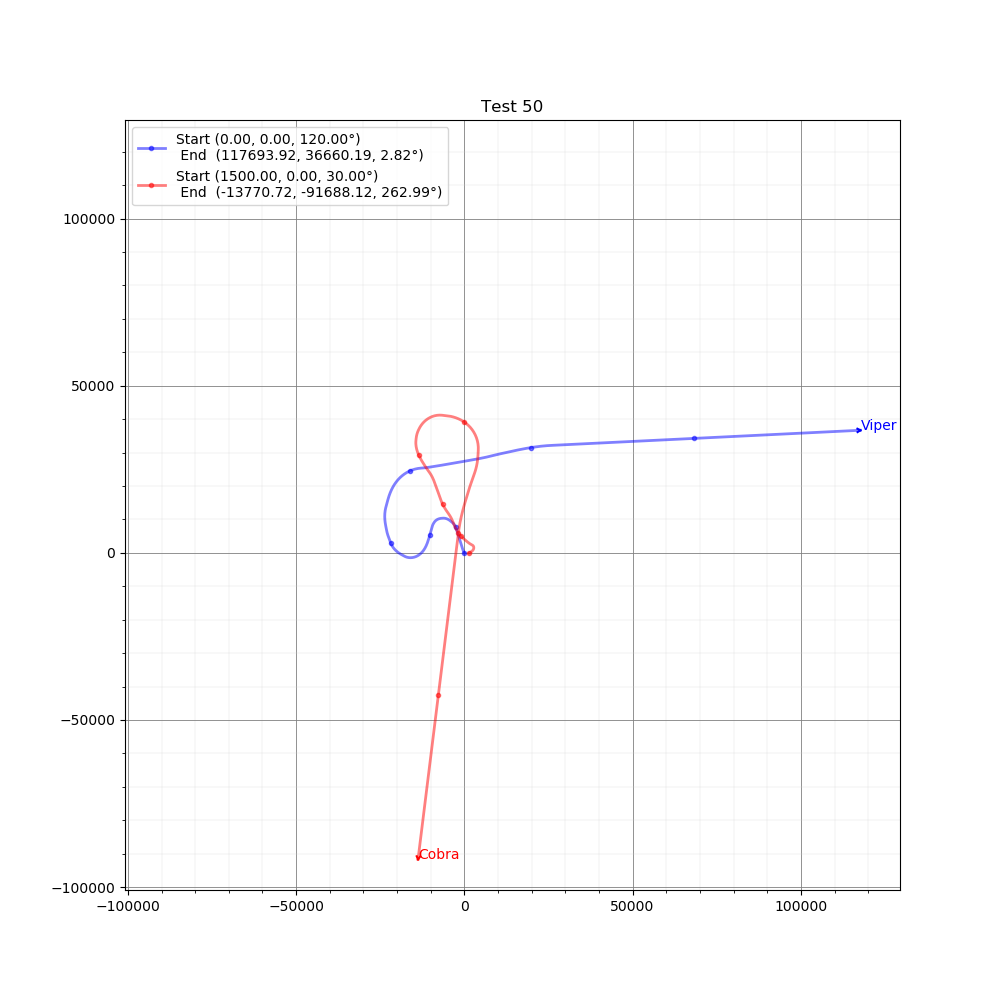 Test 50
Start (0.00, 0.00, 120.00°)
End  (117693.92, 36660.19, 2.82°)
Start (1500.00, 0.00, 30.00°)
End  (-13770.72, -91688.12, 262.99°)
100000
50000
Viper
0
−50000
Cobra
−100000
−100000 −50000 0 50000 100000